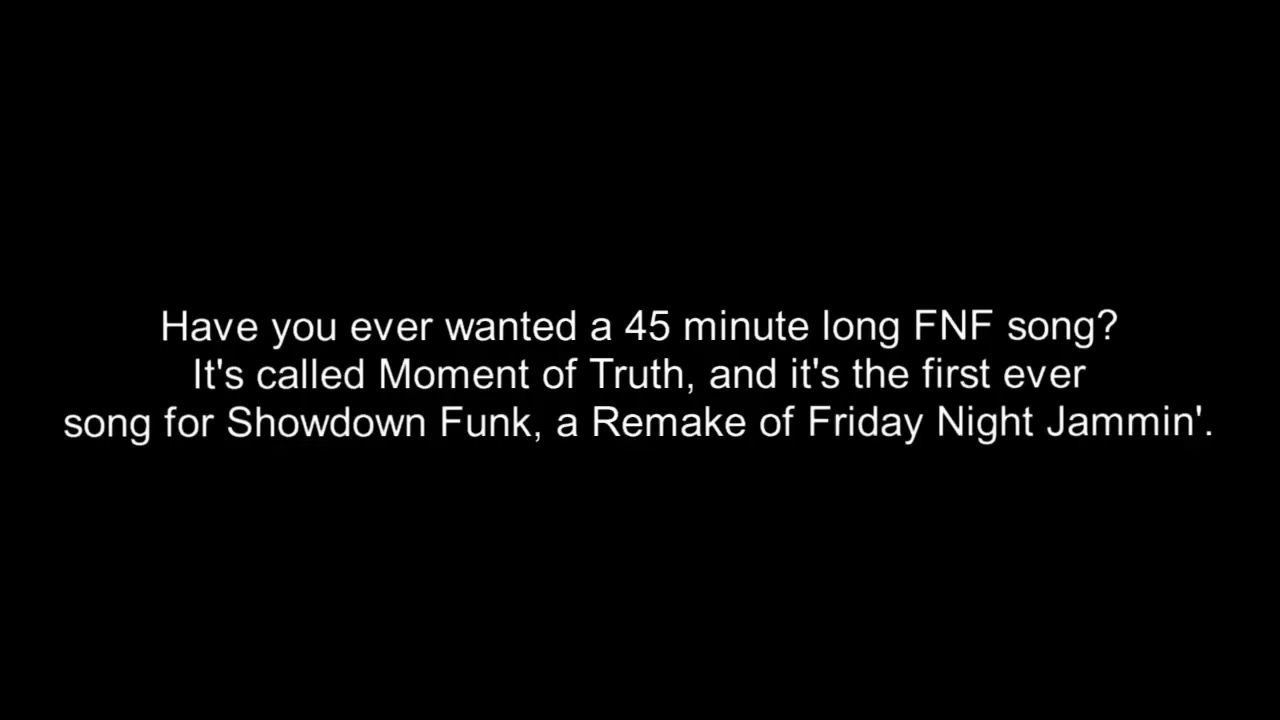 Have you ever wanted a 45 minute long FNF song?
It's called Moment of Truth, and it's the first ever
song for Showdown Funk, a Remake of Friday Night Jammin'.